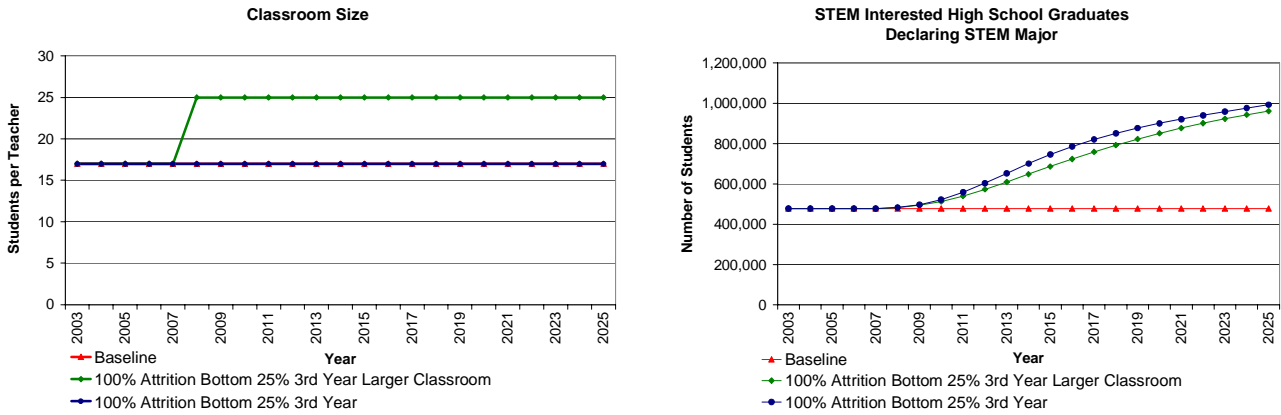 Classroom Size
Students per Teacher
30
25
20
15
10
5
0
2003
2005
2007
2009
2011
2013
2015
2017
2019
2021
2023
2025
Year
Baseline
100% Attrition Bottom 25% 3rd Year Larger Classroom
100% Attrition Bottom 25% 3rd Year
STEM Interested High School Graduates
Declaring STEM Major
Number of Students
1,200,000
1,000,000
800,000
600,000
400,000
200,000
0
2003
2005
2007
2009
2011
2013
2015
2017
2019
2021
2023
2025
Year
Baseline
100% Attrition Bottom 25% 3rd Year Larger Classroom
100% Attrition Bottom 25% 3rd Year